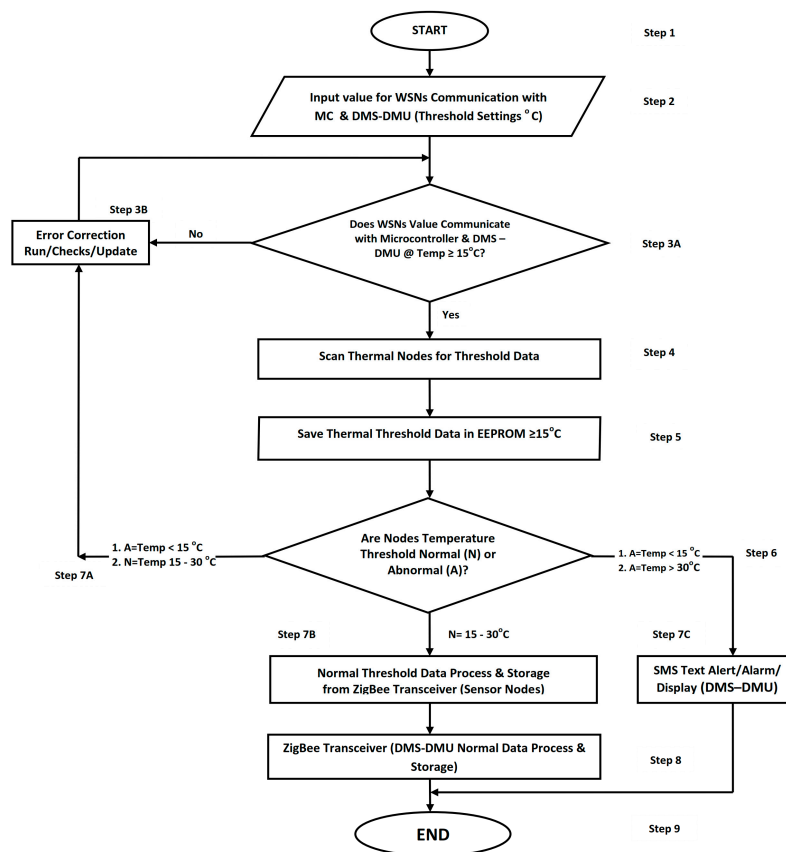 START
Step 1
Input value for WSNs Communication with
MC & DMS-DMU (Threshold Settings °C)
Step 2
Step 3B
Error Correction
Run/Checks/Update
No
Does WSNs Value Communicate
with Microcontroller & DMS –
DMU @ Temp ≥ 15°C?
Step 3A
Yes
Scan Thermal Nodes for Threshold Data
Step 4
Save Thermal Threshold Data in EEPROM ≥15°C
Step 5
Are Nodes Temperature
Threshold Normal (N) or
Abnormal (A)?
1. A=Temp < 15 °C
2. N=Temp 15 - 30 °C
Step 7A
1. A=Temp < 15 °C
2. A=Temp > 30°C
Step 6
Step 7B
N= 15 - 30°C
Step 7C
Normal Threshold Data Process & Storage
from ZigBee Transceiver (Sensor Nodes)
SMS Text Alert/Alarm/
Display (DMS–DMU)
ZigBee Transceiver (DMS-DMU Normal Data Process &
Storage)
Step 8
END
Step 9